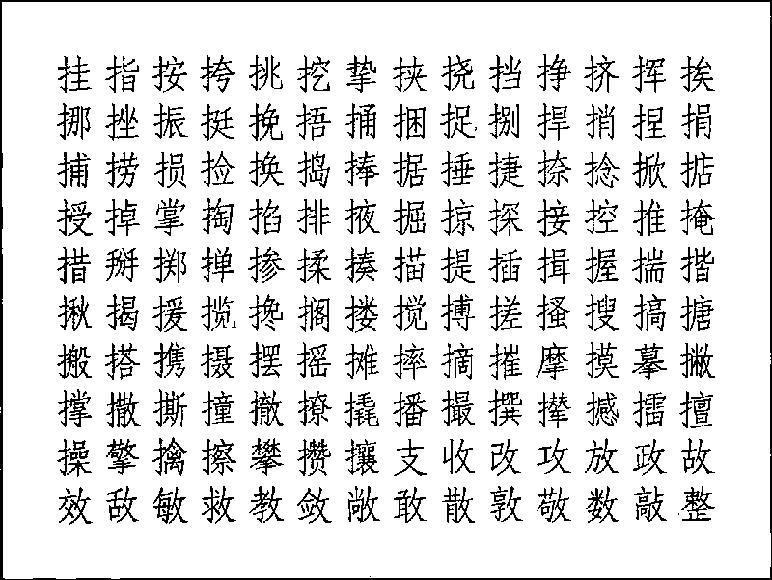 挂指按挎挑挖挚挟挠挡挣挤挥挨
挪挫振挺挽捂捅捆捉捌捍捎捏捐
捕捞损捡换捣捧据捶捷捺捻掀掂
授掉掌掏掐排掖掘掠探接控推掩
措掰掷掸掺揉揍描提插揖握揣揩
揪揭援揽搀搁搂搅搏搓搔搜搞搪
搬搭携摄摆摇摊摔摘摧摩摸摹撇
撑撒撕撞撤撩撬播撮撰撵撼擂擅
操擎擒擦攀攒攘支收改攻放政故
效敌敏救教敛敞敢散敦敬数敲整